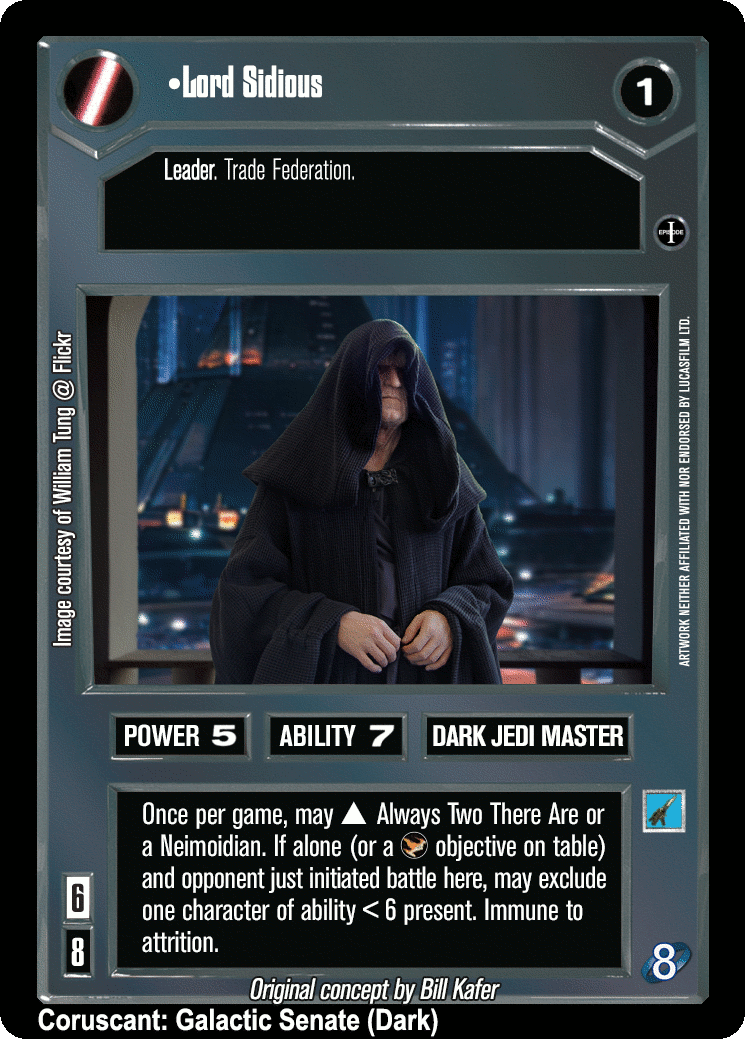 •Lord Sidious
1
Leader. Trade Federation.
EPISODE I
Image courtesy of William Tung @ Flickr
ARTWORK NEITHER AFFILIATED WITH NOR ENDORSED BY LUCASFILM LTD.
POWER 5
ABILITY 7
DARK JEDI MASTER
Once per game, may ▲ Always Two There Are or
a Neimoidian. If alone (or a objective on table)
and opponent just initiated battle here, may exclude
one character of ability < 6 present. Immune to
attrition.
6
8
8
Original concept by Bill Kafer
Coruscant: Galactic Senate (Dark)